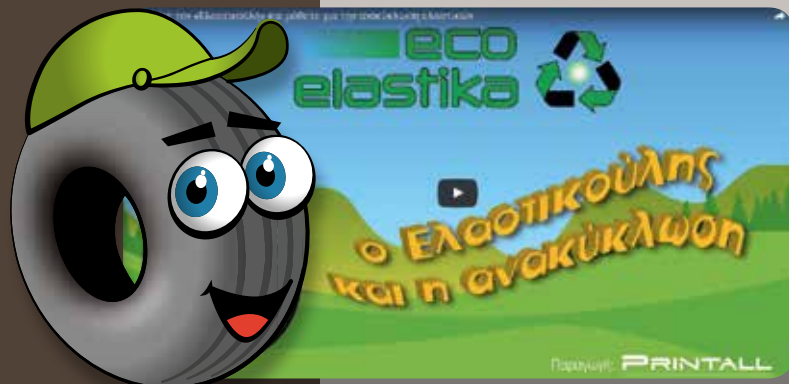 eco
elastika
ο Ελαστικούλης
και η ανακύκλωση
Παραγωγή: PRINTALL